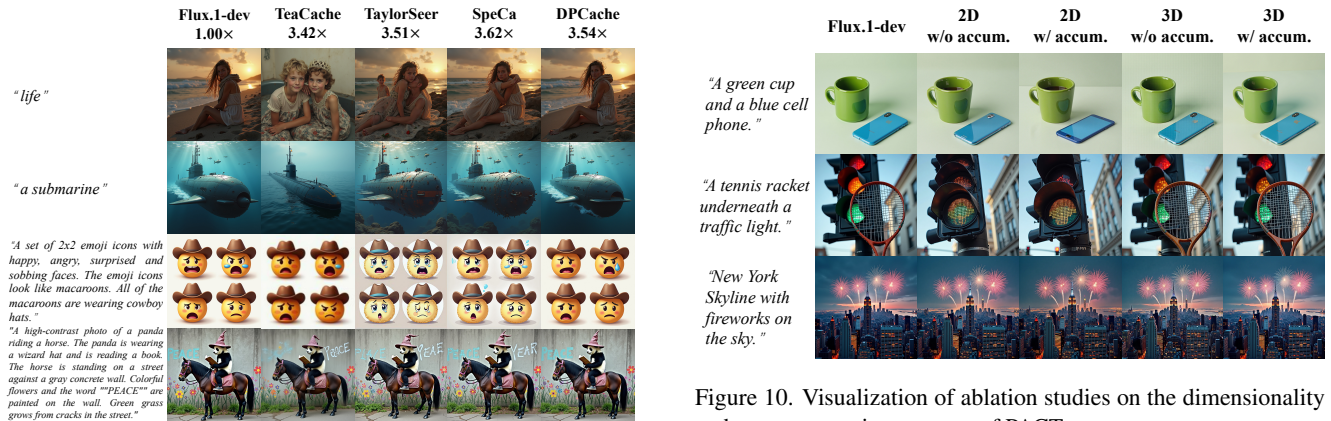 Flux.1-dev TeaCache TaylorSeer SpeCa DPCache
1.00× 3.42× 3.51× 3.62× 3.54×
“life”
“a submarine”
“A set of 2x2 emoji icons with
happy, angry, surprised and
sobbing faces. The emoji icons
look like macaroons. All of the
macaroons are wearing cowboy
hats.”
"A high-contrast photo of a panda
riding a horse. The panda is wearing
a wizard hat and is reading a book.
The horse is standing on a street
against a gray concrete wall. Colorful
flowers and the word ""PEACE"" are
painted on the wall. Green grass
grows from cracks in the street."
PEACE
PEACE
Flux.1-dev 2D 2D 3D 3D
w/o accum. w/ accum. w/o accum. w/ accum.
“A green cup
and a blue cell
phone.”
“A tennis racket
underneath a
traffic light.”
“New York
Skyline with
fireworks on
the sky.”
Figure 10. Visualization of ablation studies on the dimensionality